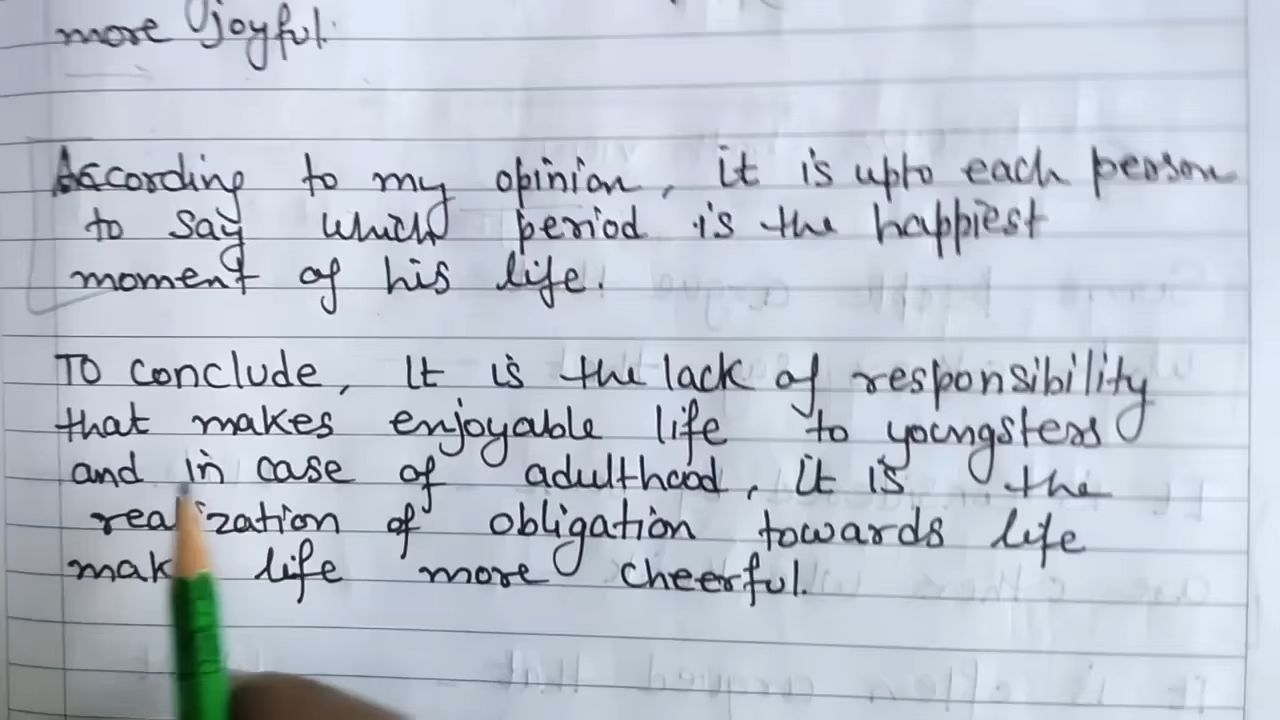 more joyful.
According to my opinion, it is upto each person
to say which period is the happiest
moment of his life.
To conclude, It is the lack of responsibility
that makes enjoyable life to youngsters
and in case of adulthood, it is the
realization of obligation towards life
mak life more cheerful.